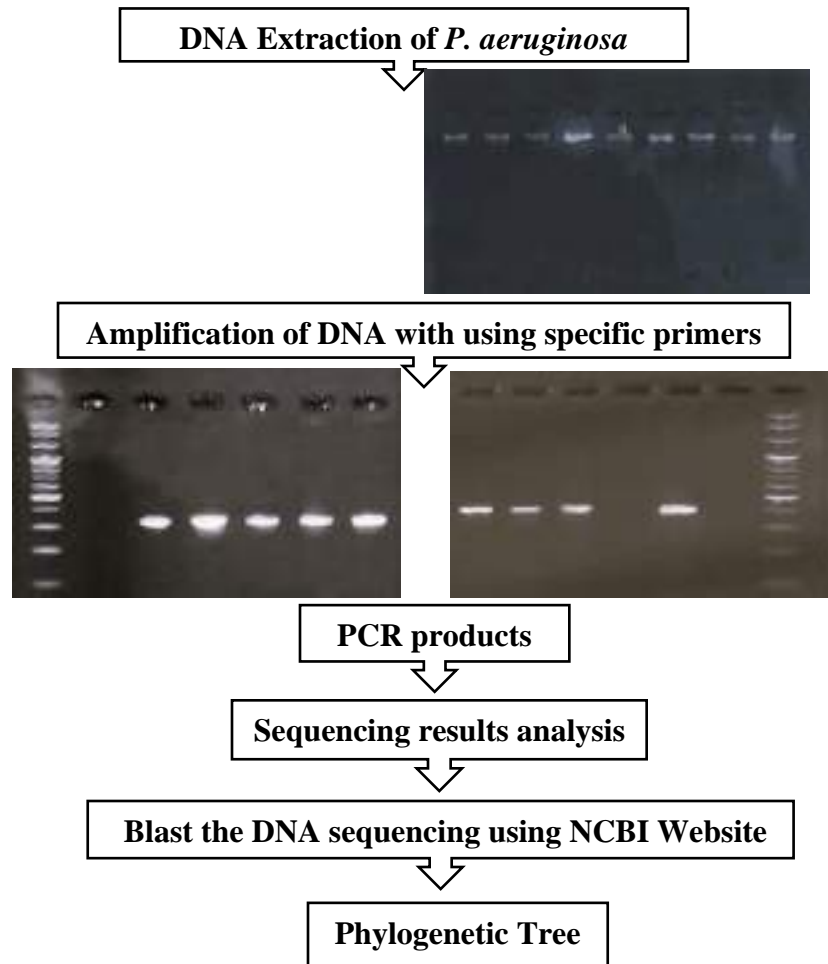 DNA Extraction of P. aeruginosa
Amplification of DNA with using specific primers
PCR products
Sequencing results analysis
Blast the DNA sequencing using NCBI Website
Phylogenetic Tree